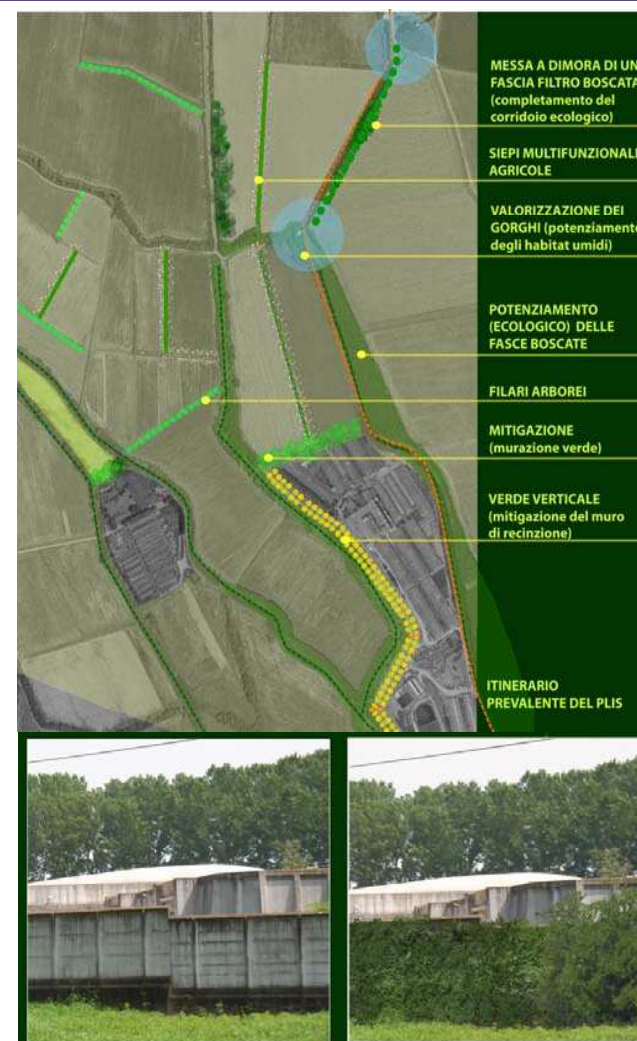 MESSA A DIMORA DI UN
FASCIA FILTRO BOSCATA
(completamento del
corridoio ecologico)
SIEPI MULTIFUNZIONALI
AGRICOLE
VALORIZZAZIONE DEI
GORGHI (potenziamento
degli habitat umidi)
POTENZIAMENTO
(ECOLOGICO) DELLE
FASCE BOSCATE
FILARI ARBOREI
MITIGAZIONE
(murazione verde)
VERDE VERTICALE
(mitigazione del muro
di recinzione)
ITINERARIO
PREVALENTE DEL PLIS